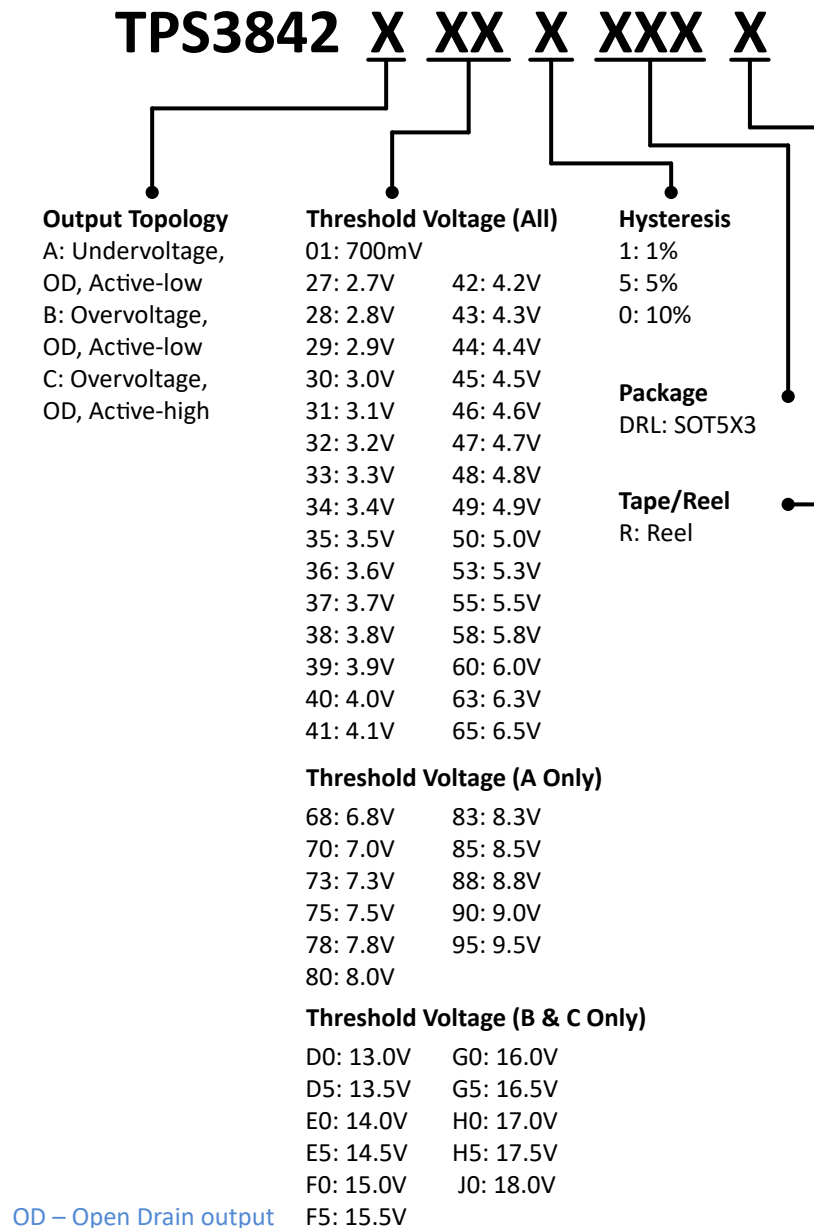 TPS3842 X XX X XXX X
Output Topology
A: Undervoltage,
OD, Active-low
B: Overvoltage,
OD, Active-low
C: Overvoltage,
OD, Active-high
Threshold Voltage (All)
01: 700mV
27: 2.7V 42: 4.2V
28: 2.8V 43: 4.3V
29: 2.9V 44: 4.4V
30: 3.0V 45: 4.5V
31: 3.1V 46: 4.6V
32: 3.2V 47: 4.7V
33: 3.3V 48: 4.8V
34: 3.4V 49: 4.9V
35: 3.5V 50: 5.0V
36: 3.6V 53: 5.3V
37: 3.7V 55: 5.5V
38: 3.8V 58: 5.8V
39: 3.9V 60: 6.0V
40: 4.0V 63: 6.3V
41: 4.1V 65: 6.5V
Threshold Voltage (A Only)
68: 6.8V 83: 8.3V
70: 7.0V 85: 8.5V
73: 7.3V 88: 8.8V
75: 7.5V 90: 9.0V
78: 7.8V 95: 9.5V
80: 8.0V
Threshold Voltage (B & C Only)
D0: 13.0V G0: 16.0V
D5: 13.5V G5: 16.5V
E0: 14.0V H0: 17.0V
E5: 14.5V H5: 17.5V
F0: 15.0V J0: 18.0V
F5: 15.5V
Hysteresis
1: 1%
5: 5%
0: 10%
Package
DRL: SOT5X3
Tape/Reel
R: Reel
OD – Open Drain output